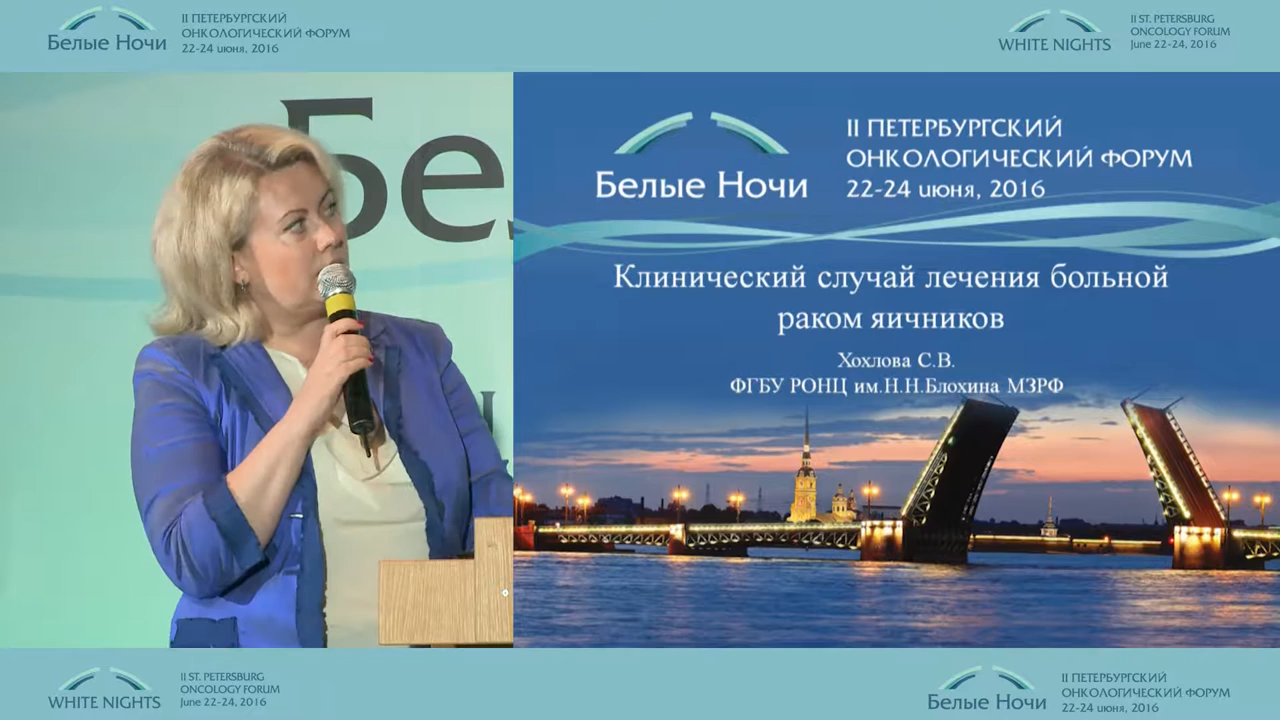 Белые Ночи
II ПЕТЕРБУРГСКИЙ
ОНКОЛОГИЧЕСКИЙ ФОРУМ
22-24 июня, 2016
WHITE NIGHTS
II ST. PETERSBURG
ONCOLOGY FORUM
June 22-24, 2016
Бел
Белые Ночи
II ПЕТЕРБУРГСКИЙ
ОНКОЛОГИЧЕСКИЙ ФОРУМ
22-24 июня, 2016
Клинический случай лечения больной
раком яичников
Хохлова С.В.
ФГБУ РОНЦ им.Н.Н.Блохина МЗРФ
WHITE NIGHTS
II ST. PETERSBURG
ONCOLOGY FORUM
June 22-24, 2016
Белые Ночи
II ПЕТЕРБУРГСКИЙ
ОНКОЛОГИЧЕСКИЙ ФОРУМ
22-24 июня, 2016